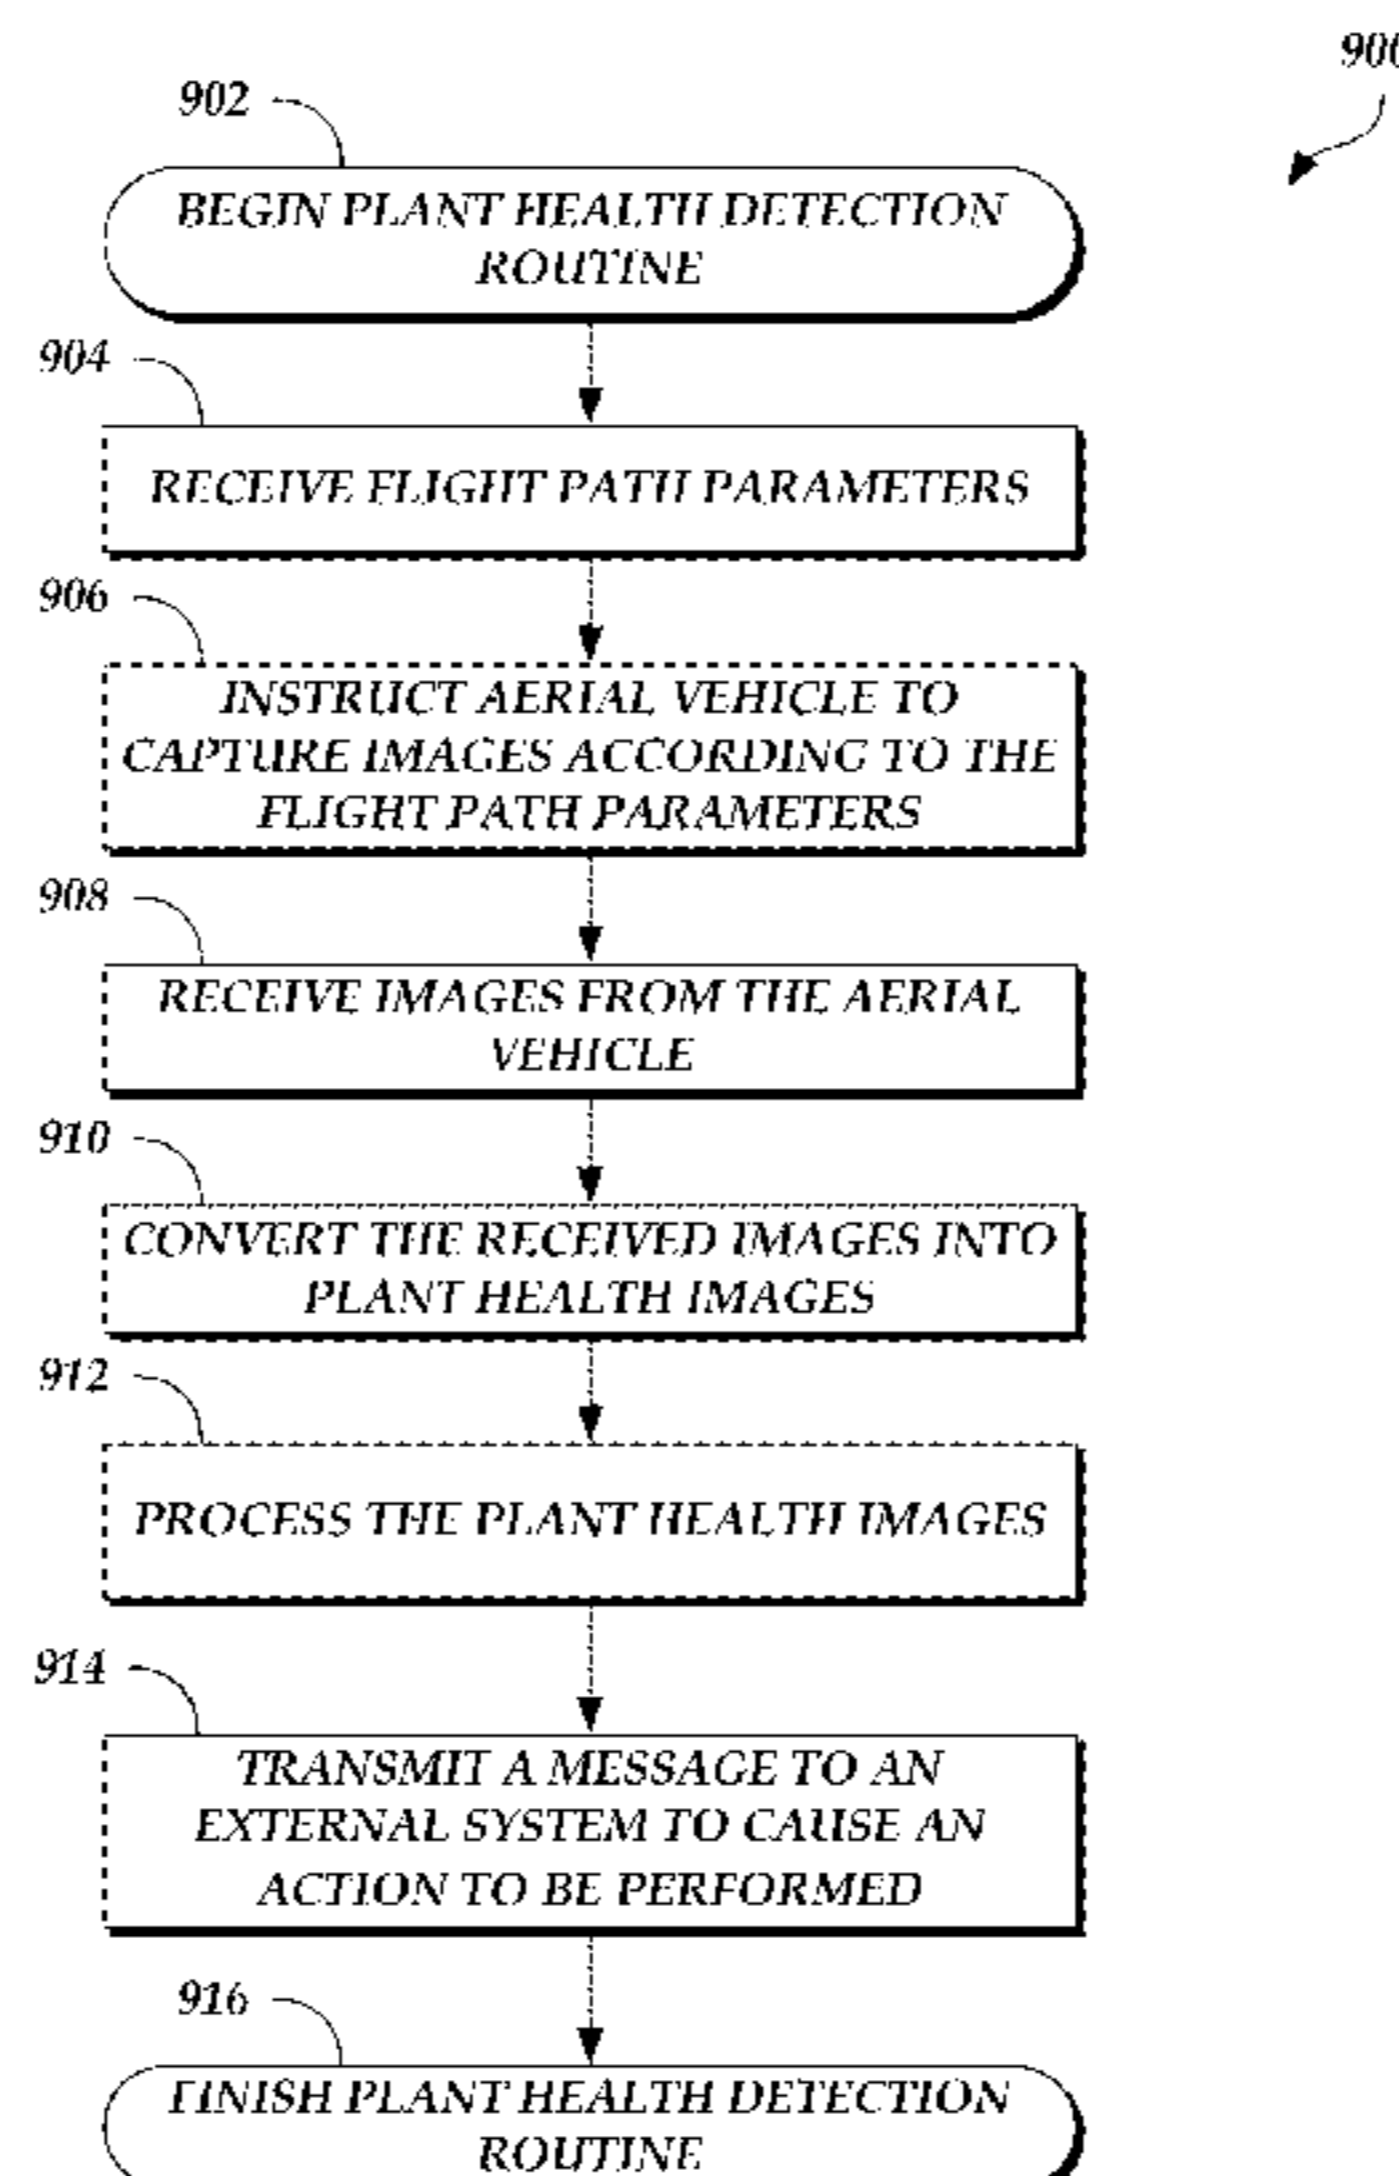 900
902
BEGIN PLANT HEALTH DETECTION
ROUTINE
904
RECEIVE FLIGHT PATH PARAMETERS
906
INSTRUCT AERIAL VEHICLE TO
CAPTURE IMAGES ACCORDING TO THE
FLIGHT PATH PARAMETERS
908
RECEIVE IMAGES FROM THE AERIAL
VEHICLE
910
CONVERT THE RECEIVED IMAGES INTO
PLANT HEALTH IMAGES
912
PROCESS THE PLANT HEALTH IMAGES
914
TRANSMIT A MESSAGE TO AN
EXTERNAL SYSTEM TO CAUSE AN
ACTION TO BE PERFORMED
916
FINISH PLANT HEALTH DETECTION
ROUTINE